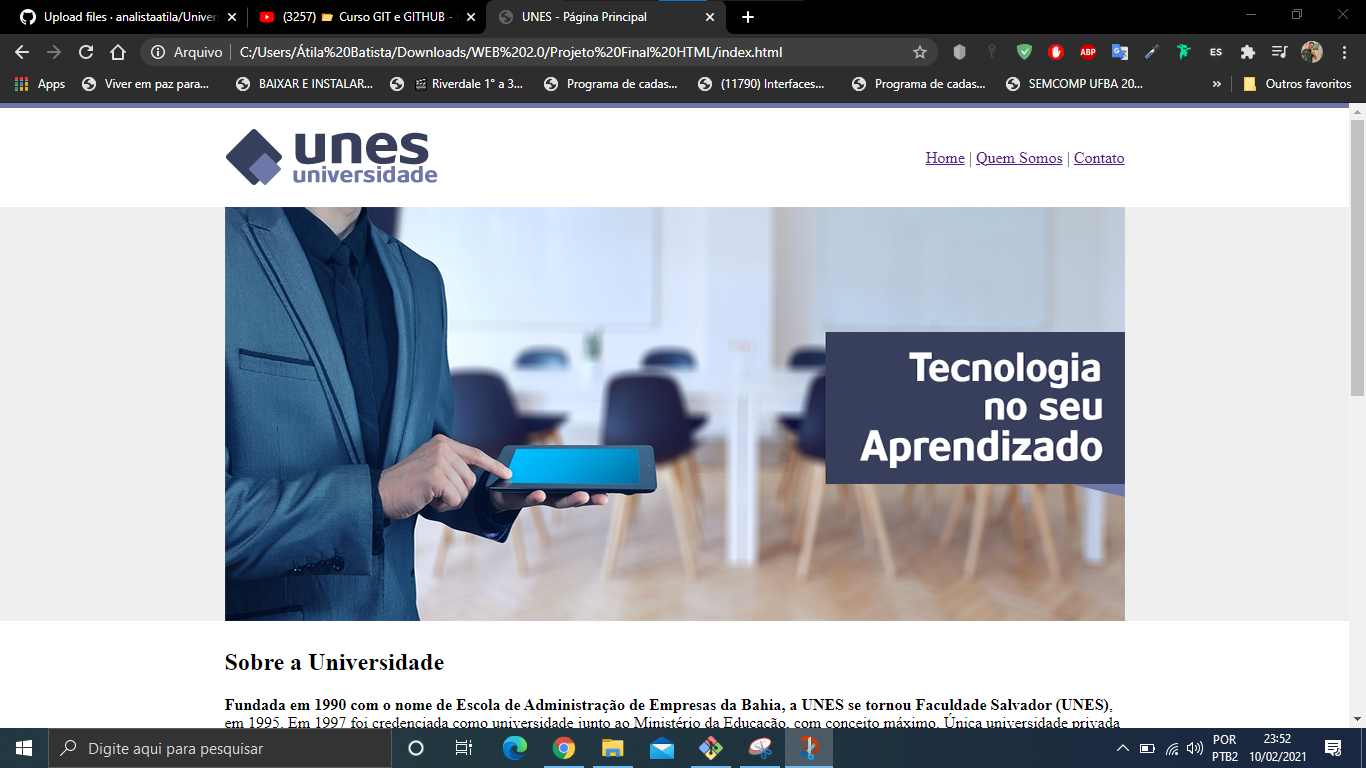 Upload files · analistaatila/Univer
(3257) 📂 Curso GIT e GITHUB -
UNES - Página Principal
Arquivo | C:/Users/Átila%20Batista/Downloads/WEB%202.0/Projeto%20Final%20HTML/index.html
ABP
ES
Apps
Viver em paz para...
BAIXAR E INSTALAR...
Riverdale 1° a 3...
Programa de cadas...
(11790) Interfaces...
Programa de cadas...
SEMCOMP UFBA 20...
»
Outros favoritos
unes
universidade
Home | Quem Somos | Contato
Tecnologia
no seu
Aprendizado
Sobre a Universidade
Fundada em 1990 com o nome de Escola de Administração de Empresas da Bahia, a UNES se tornou Faculdade Salvador (UNES),
em 1995. Em 1997 foi credenciada como universidade junto ao Ministério da Educação, com conceito máximo. Única universidade privada
Digite aqui para pesquisar
POR
PTB2
23:52
10/02/2021